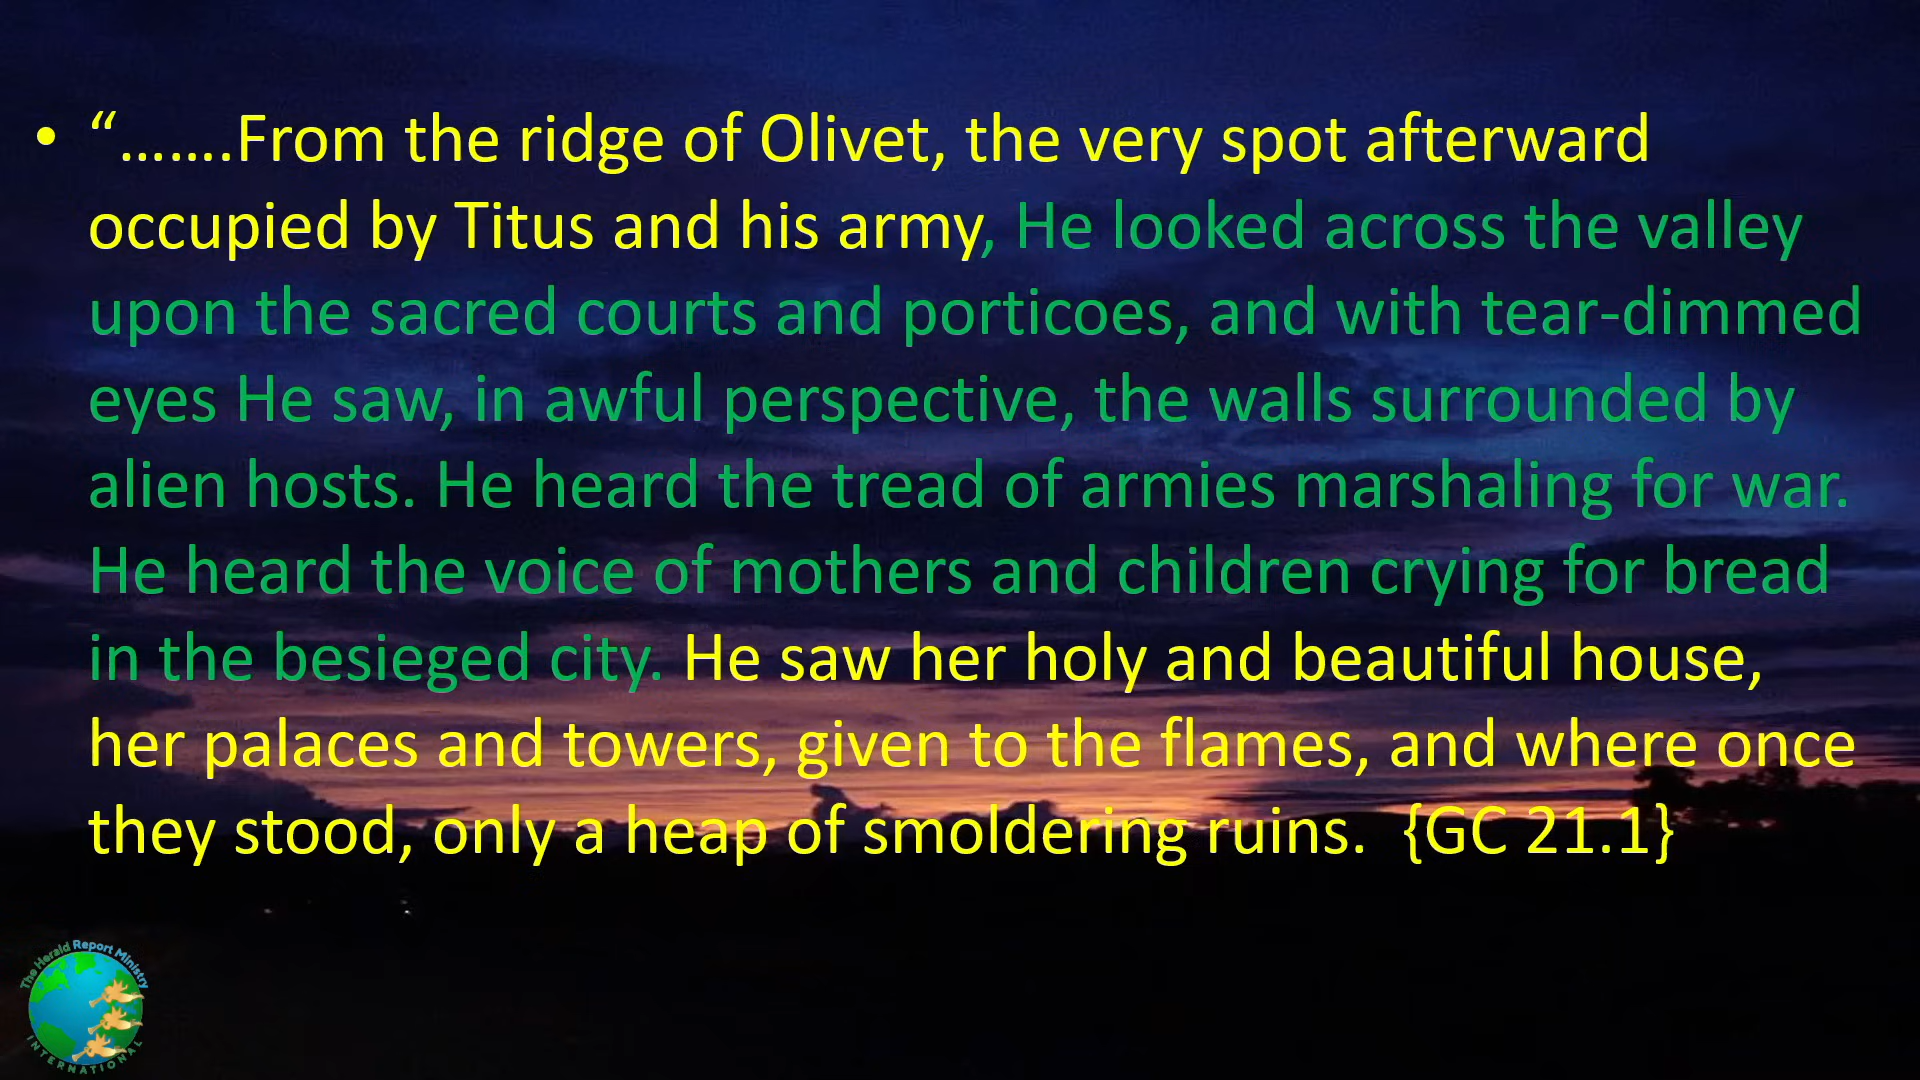 • “…….From the ridge of Olivet, the very spot afterward
occupied by Titus and his army, He looked across the valley
upon the sacred courts and porticoes, and with tear-dimmed
eyes He saw, in awful perspective, the walls surrounded by
alien hosts. He heard the tread of armies marshaling for war.
He heard the voice of mothers and children crying for bread
in the besieged city. He saw her holy and beautiful house,
her palaces and towers, given to the flames, and where once
they stood, only a heap of smoldering ruins.  {GC 21.1}
The Herald Report Ministry
INTERNATIONAL